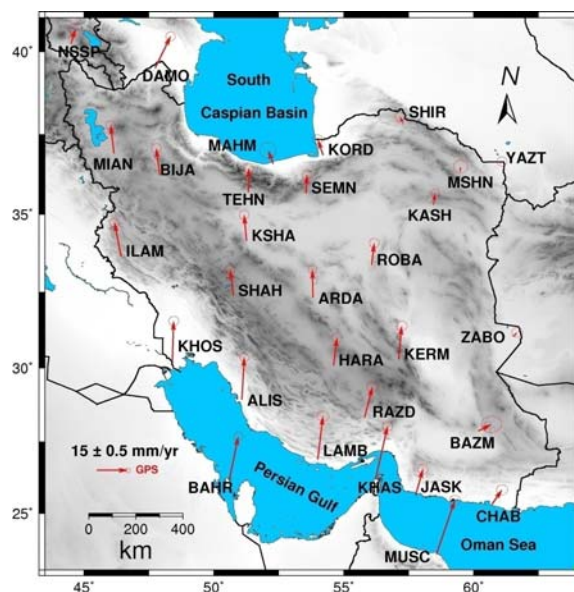 40°
NSSP
DAMO
South
Caspian Basin
N
SHIR
MAHM
KORD
YAZT
MIAN
BIJA
TEHN
SEMN
MSHN
KASH
35°
KSHA
ILAM
ROBA
SHAH
ARDA
KHOS
ZABO
HARA
KERM
30°
ALIS
RAZD
BAZM
15 ± 0.5 mm/yr
LAMB
GPS
Persian Gulf
BAHR
KHAS
JASK
CHAB
0 200 400
25°
km
MUSC
Oman Sea
45° 50° 55° 60°